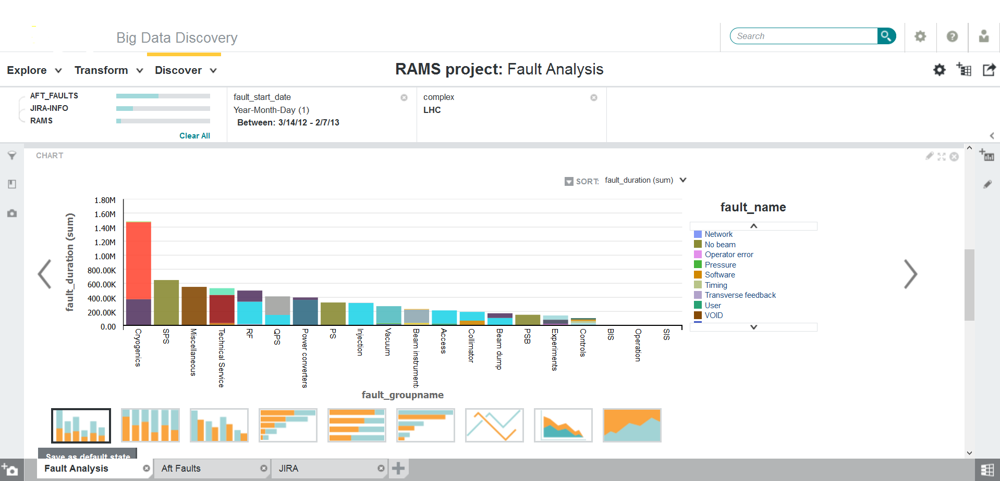 Big Data Discovery
Search
Explore
Transform
Discover
RAMS project: Fault Analysis
AFT_FAULTS
JIRA-INFO
RAMS
Clear All
fault_start_date
Year-Month-Day (1)
Between: 3/14/12 - 2/7/13
complex
LHC
CHART
SORT: fault_duration (sum)
fault_duration (sum)
1.80M
1.60M
1.40M
1.20M
1.00M
800.00K
600.00K
400.00K
200.00K
0.00
Cryogenics
SPS
Miscellaneous
Technical Service
RF
QPS
Power converters
PS
Injection
Vacuum
Beam instrument
Access
Collimator
Beam dump
PSB
Experiments
Controls
BIS
Operation
SIS
fault_groupname
fault_name
Network
No beam
Operator error
Pressure
Software
Timing
Transverse feedback
User
VOID
Save as default state
Fault Analysis
Aft Faults
JIRA